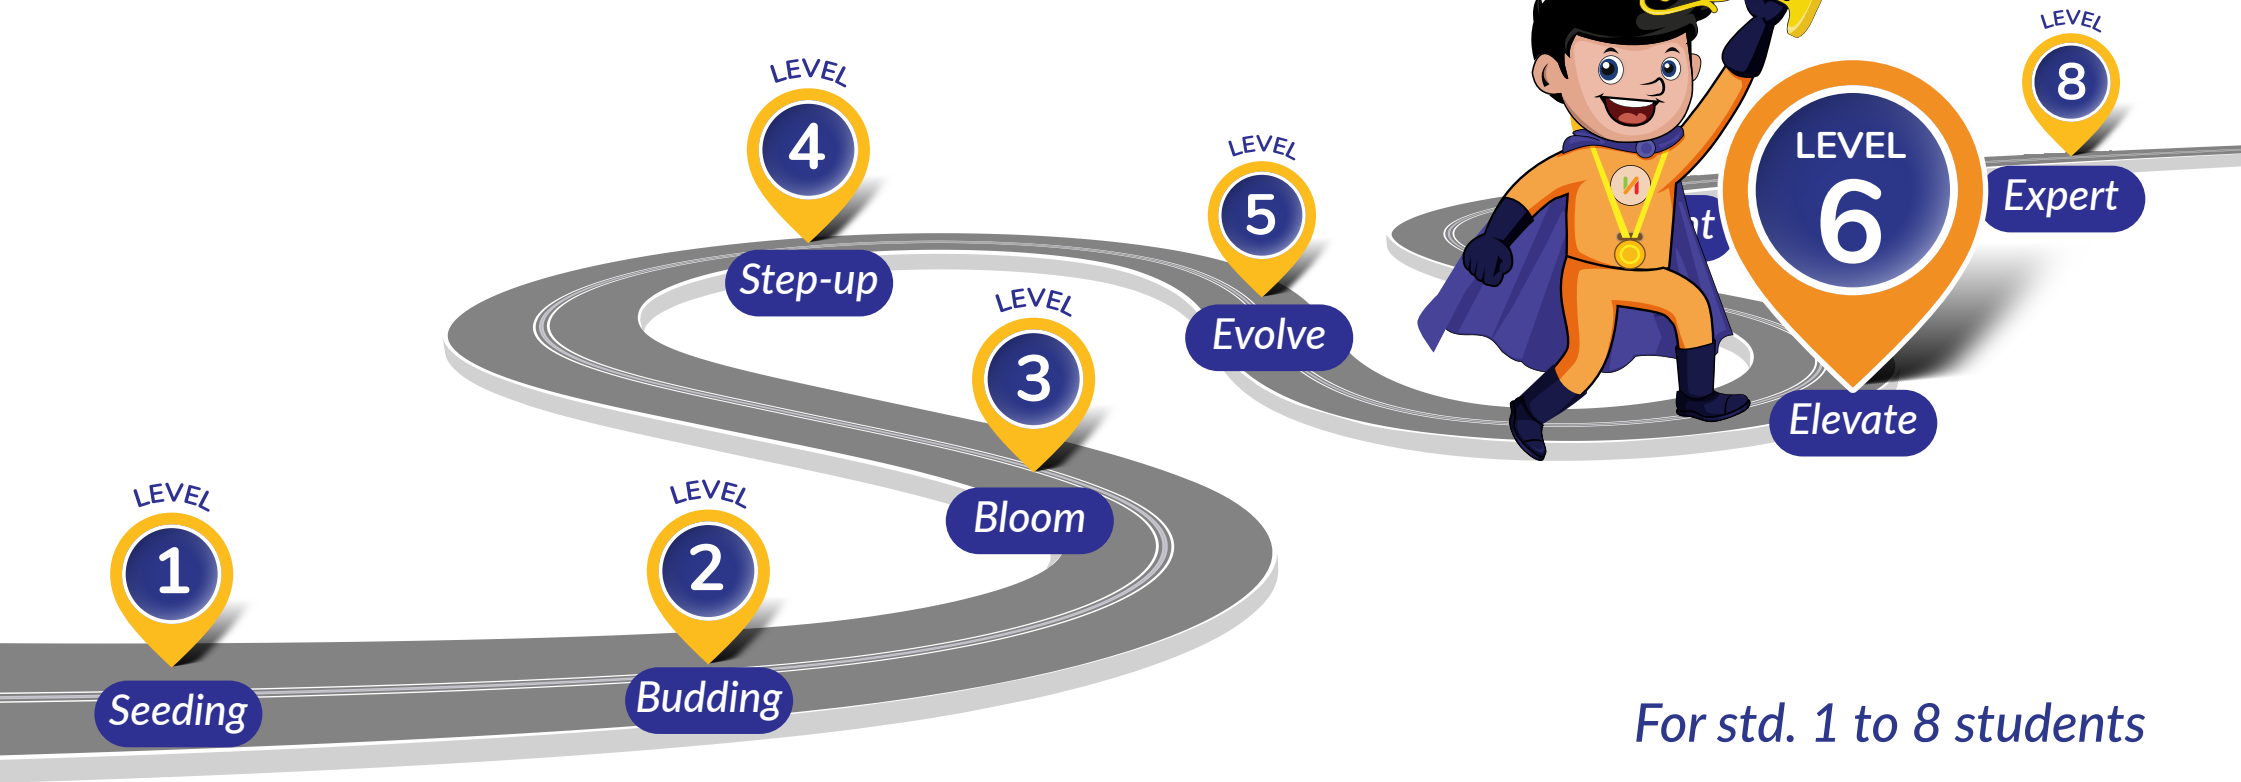 LEVEL
1
Seeding
LEVEL
2
Budding
LEVEL
3
Bloom
LEVEL
4
Step-up
LEVEL
5
Evolve
LEVEL
6
Elevate
LEVEL
8
Expert
For std. 1 to 8 students